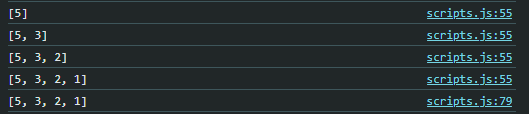 [5] scripts.js:55
[5, 3] scripts.js:55
[5, 3, 2] scripts.js:55
[5, 3, 2, 1] scripts.js:55
[5, 3, 2, 1] scripts.js:79